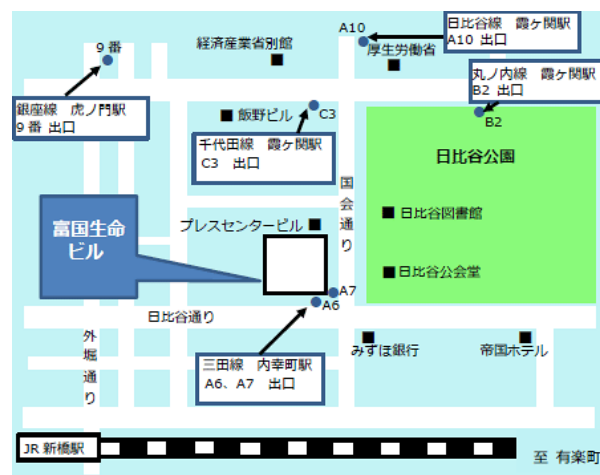 9番
経済産業省別館
A10
厚生労働省
日比谷線　霞ヶ関駅
A10 出口
丸ノ内線　霞ヶ関駅
B2 出口
銀座線　虎ノ門駅
9番 出口
飯野ビル
C3
B2
千代田線　霞ヶ関駅
C3　出口
日比谷公園
国会通り
日比谷図書館
富国生命
ビル
プレスセンタービル
日比谷公会堂
A7
A6
日比谷通り
外堀通り
三田線　内幸町駅
A6、A7　出口
みずほ銀行
帝国ホテル
JR 新橋駅
至 有楽町